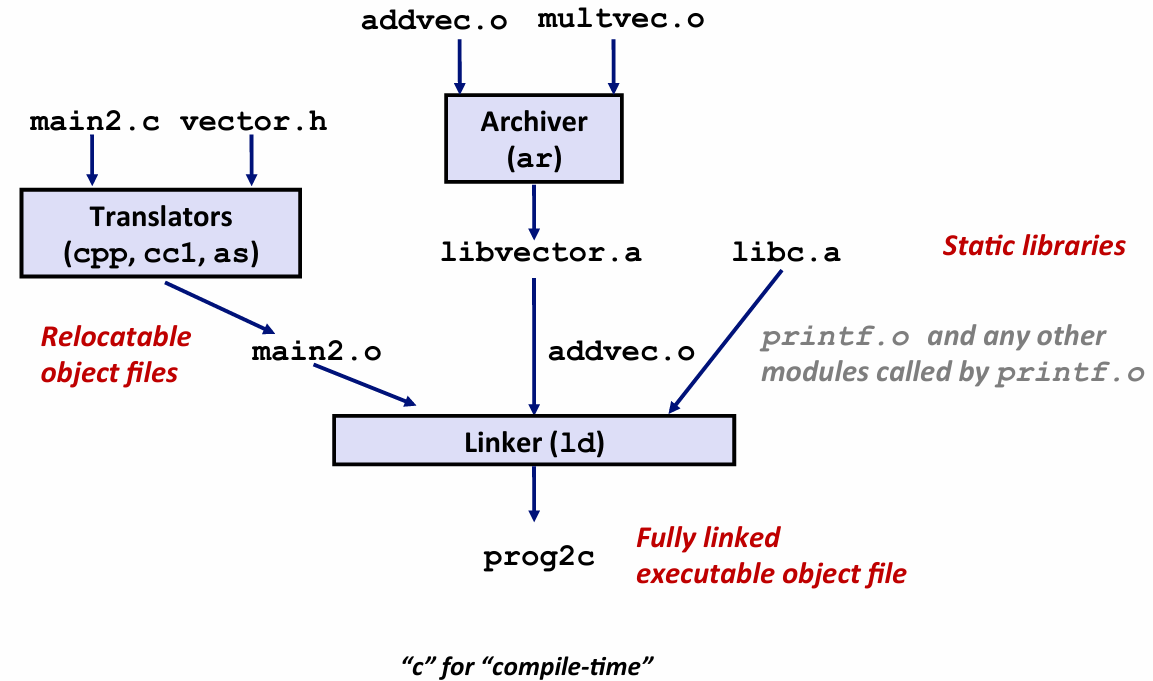 addvec.o multvec.o
main2.c vector.h
Archiver
(ar)
Translators
(cpp, cc1, as)
libvector.a
libc.a
Static libraries
Relocatable
object files
main2.o
addvec.o
printf.o and any other
modules called by printf.o
Linker (ld)
prog2c
Fully linked
executable object file
“c” for “compile-time”